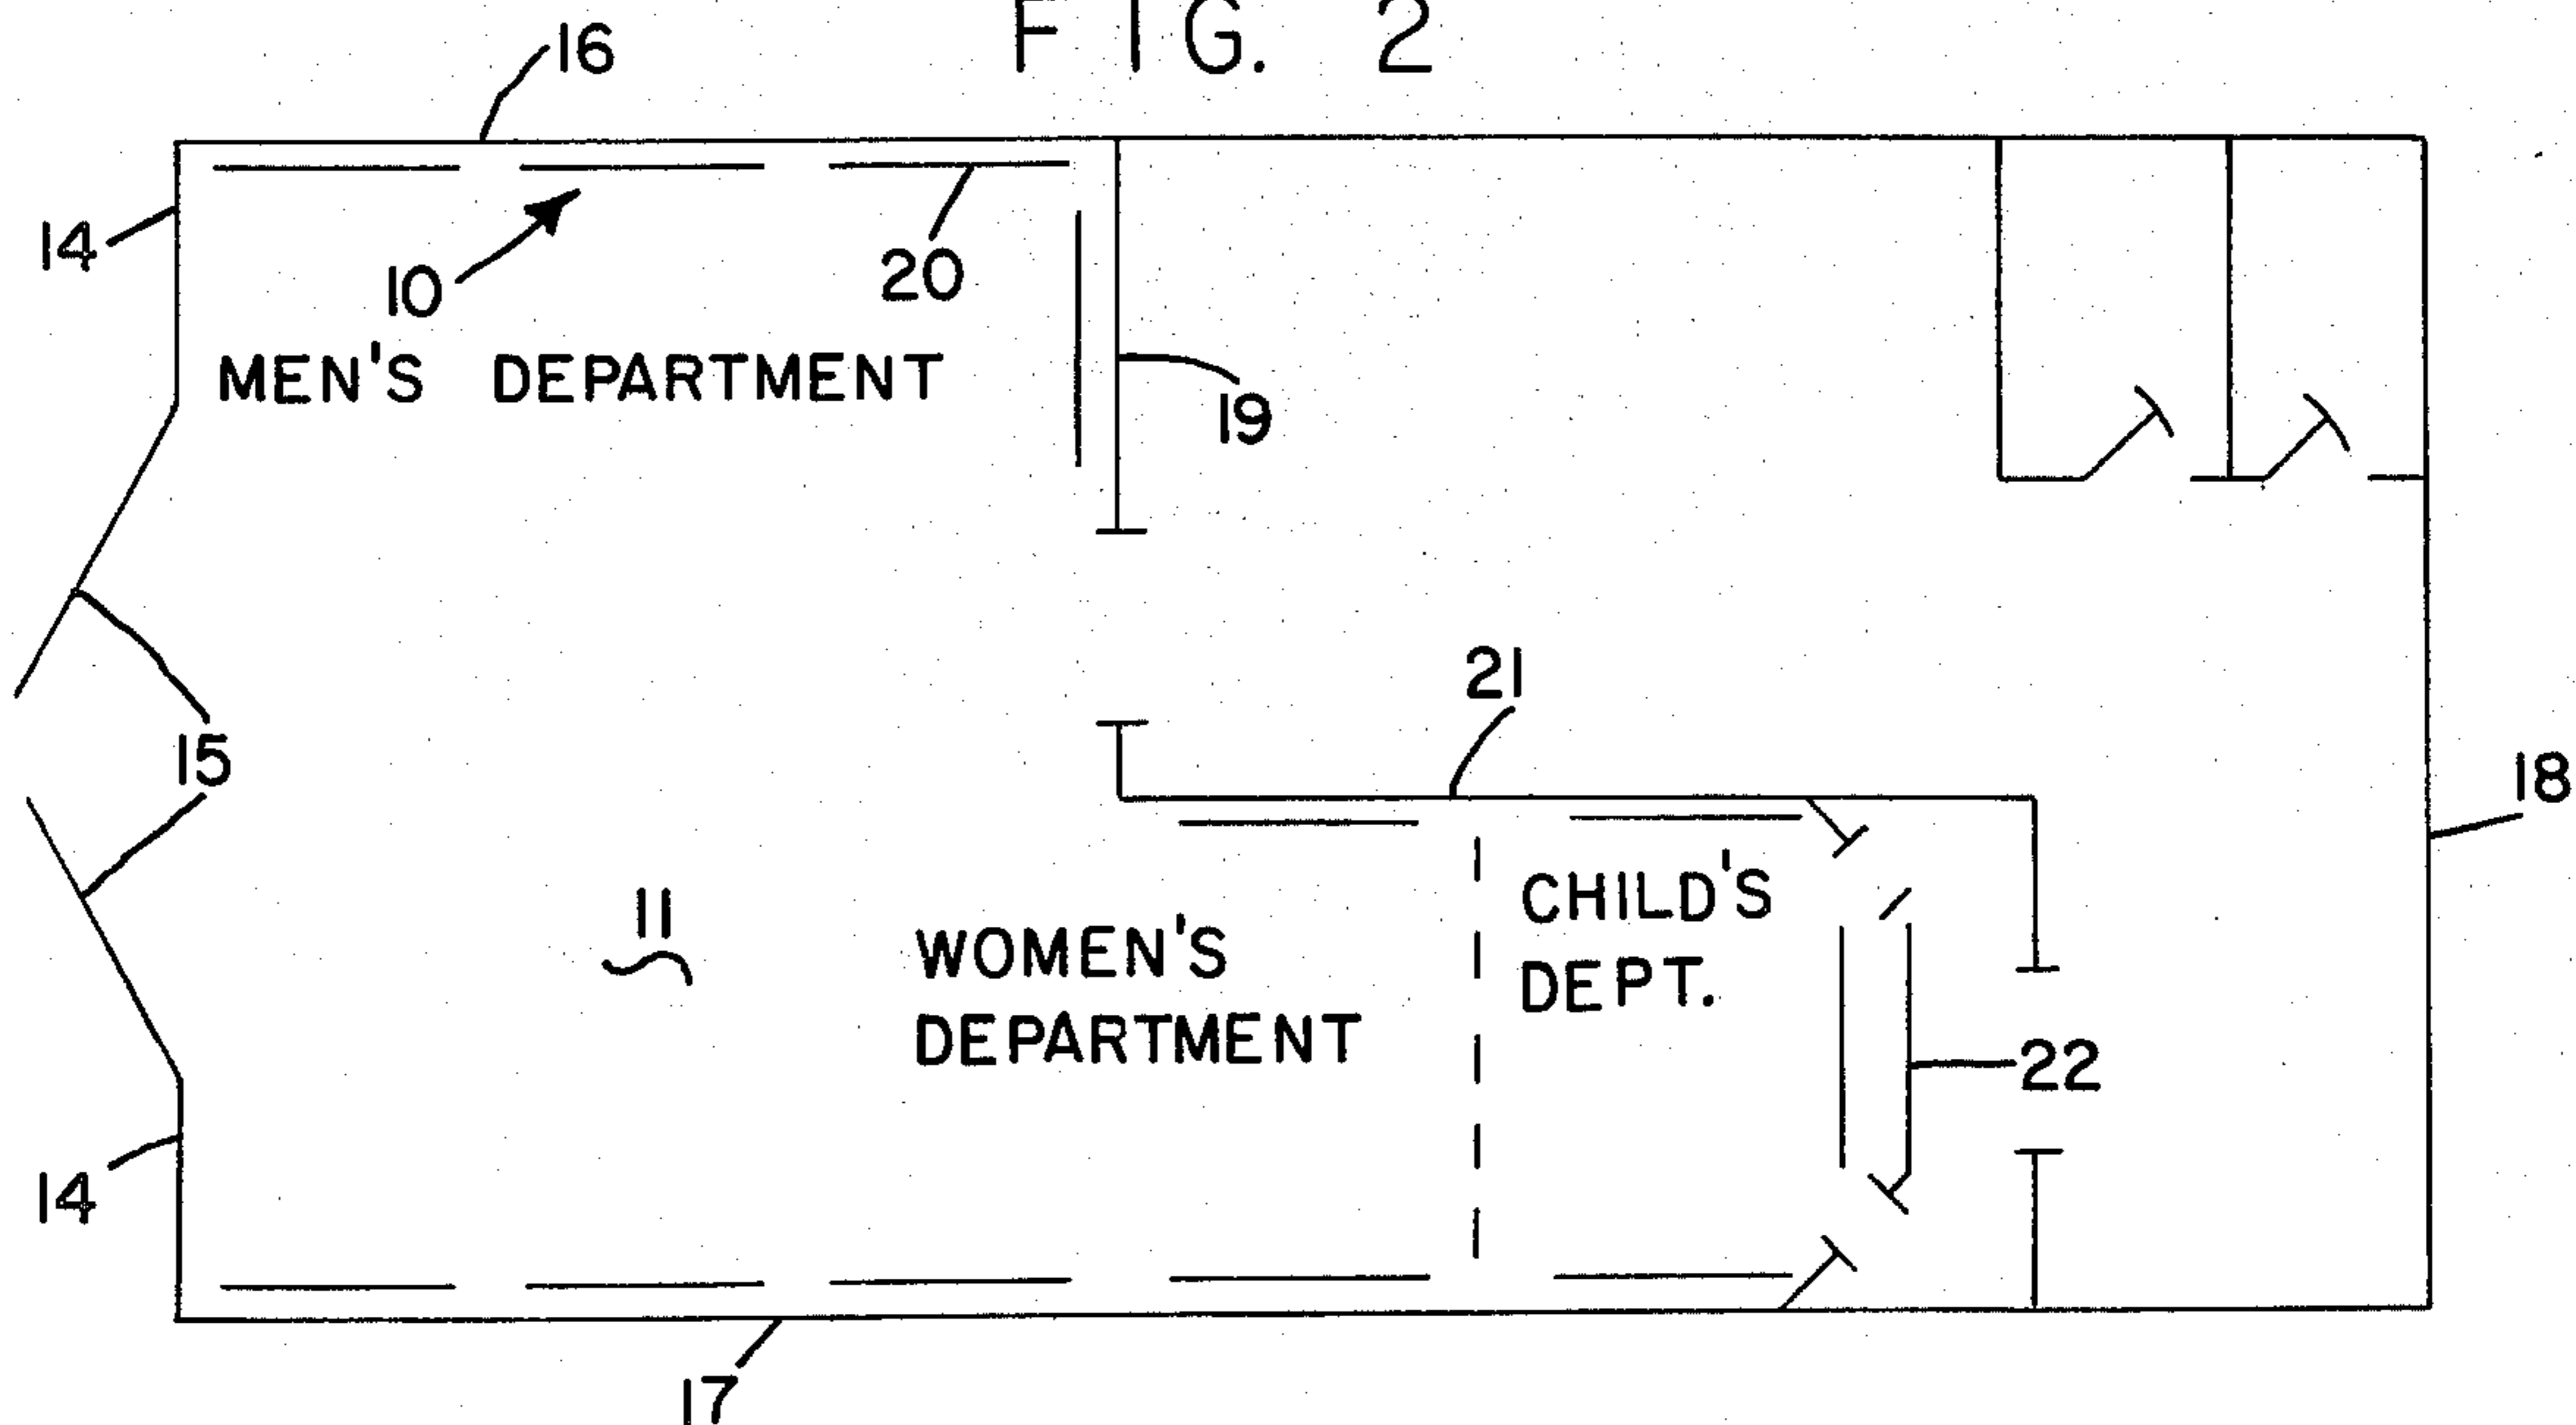 FIG. 2
16
14
10
20
MEN'S DEPARTMENT
19
21
15
18
11
CHILD'S
DEPT.
WOMEN'S
DEPARTMENT
22
14
17